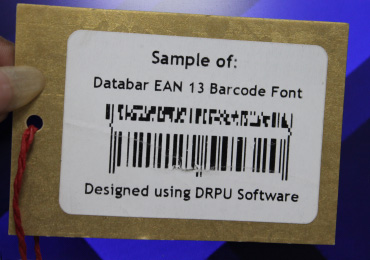 Sample of:
Databar EAN 13 Barcode Font
Designed using DRPU Software